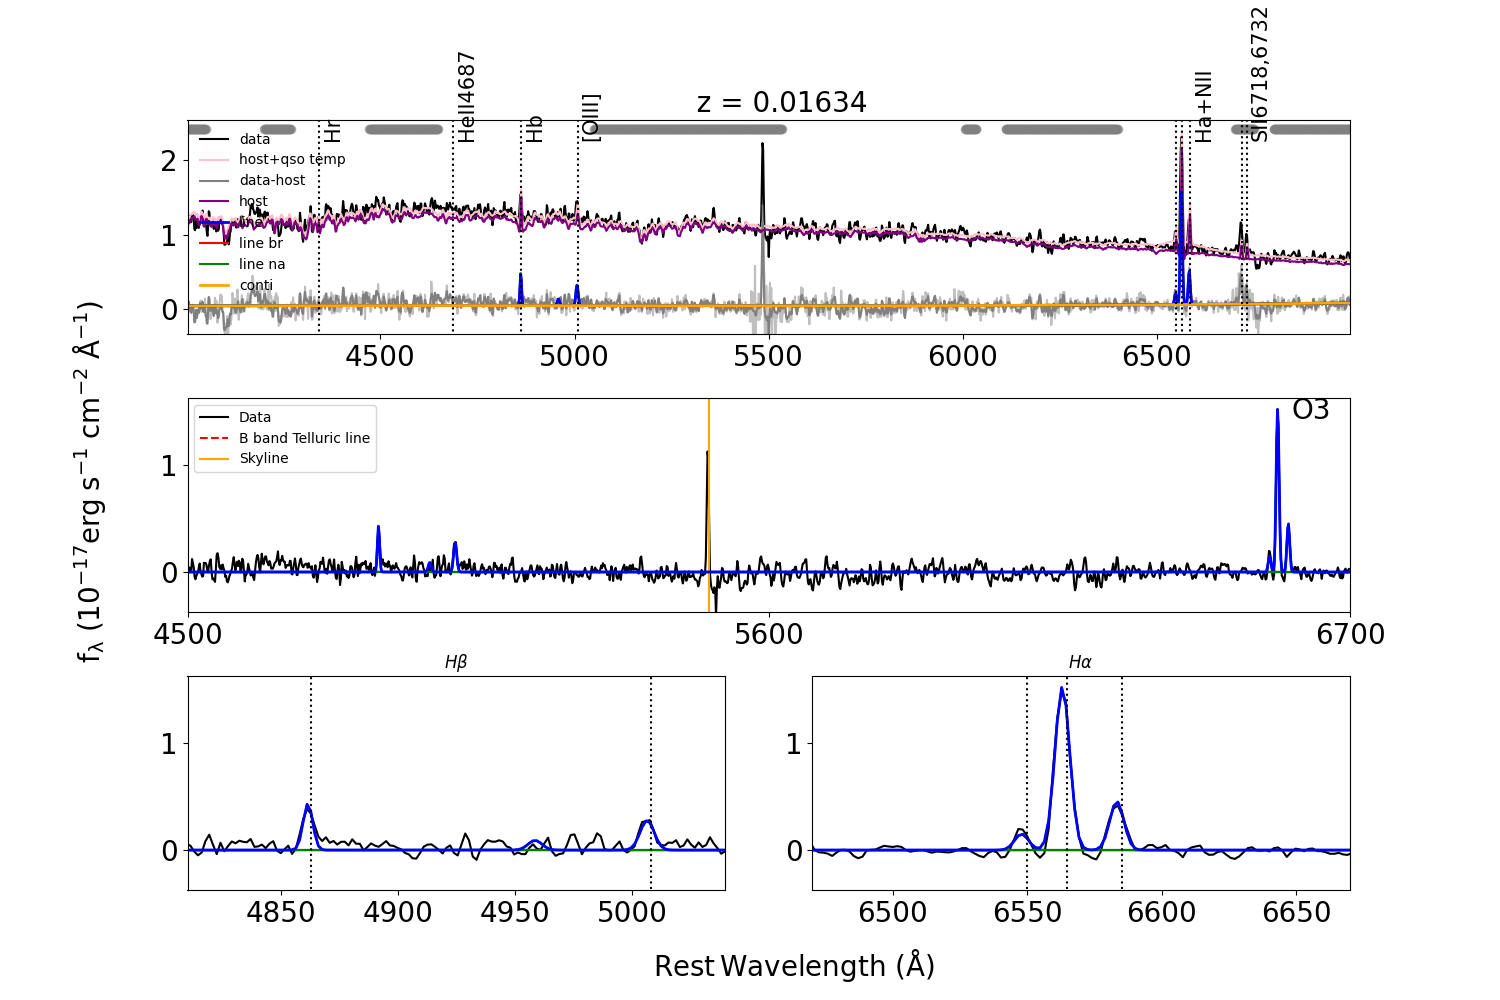 z = 0.01634
Hr
HeII4687
Hb
[OIII]
Ha+NII
SII6718,6732
data
host+qso temp
data-host
host
line
line br
line na
conti
2
1
0
4500 5000 5500 6000 6500
Data
B band Telluric line
Skyline
O3
1
0
4500 5600 6700
fλ (10⁻¹⁷erg s⁻¹ cm⁻² Å⁻¹)
Hβ
1
0
4850 4900 4950 5000
Hα
1
0
6500 6550 6600 6650
Rest Wavelength (Å)